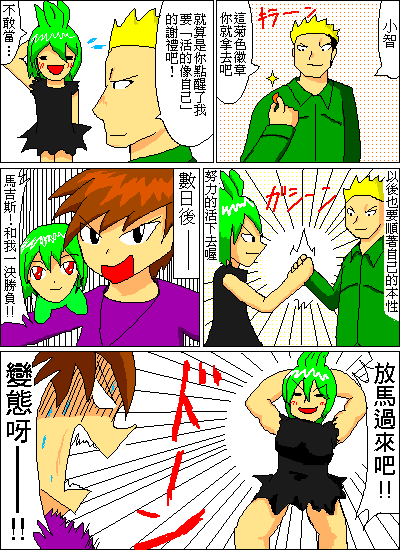 小智
這菊色徽章
你就拿去吧
キラーン
就算是你點醒了我
要「活的像自己」
的謝禮吧！
不敢當…
以後也要順著自己的本性
努力的活下去喔
ガシーン
數日後──
馬吉斯！和我一決勝負!!
放馬過來吧!!
ドーン
變態呀──!!